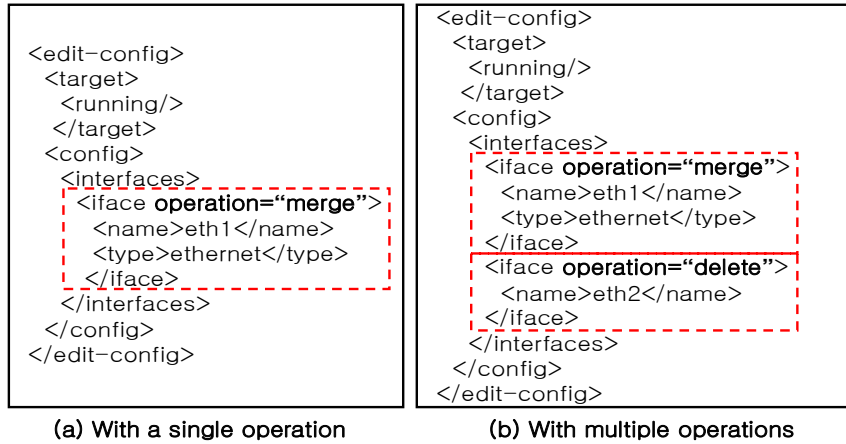 <edit-config>
<target>
<running/>
</target>
<config>
<interfaces>
<iface operation=“merge”>
<name>eth1</name>
<type>ethernet</type>
</iface>
</interfaces>
</config>
</edit-config>
(a) With a single operation
<edit-config>
<target>
<running/>
</target>
<config>
<interfaces>
<iface operation=“merge”>
<name>eth1</name>
<type>ethernet</type>
</iface>
<iface operation=“delete”>
<name>eth2</name>
</iface>
</interfaces>
</config>
</edit-config>
(b) With multiple operations